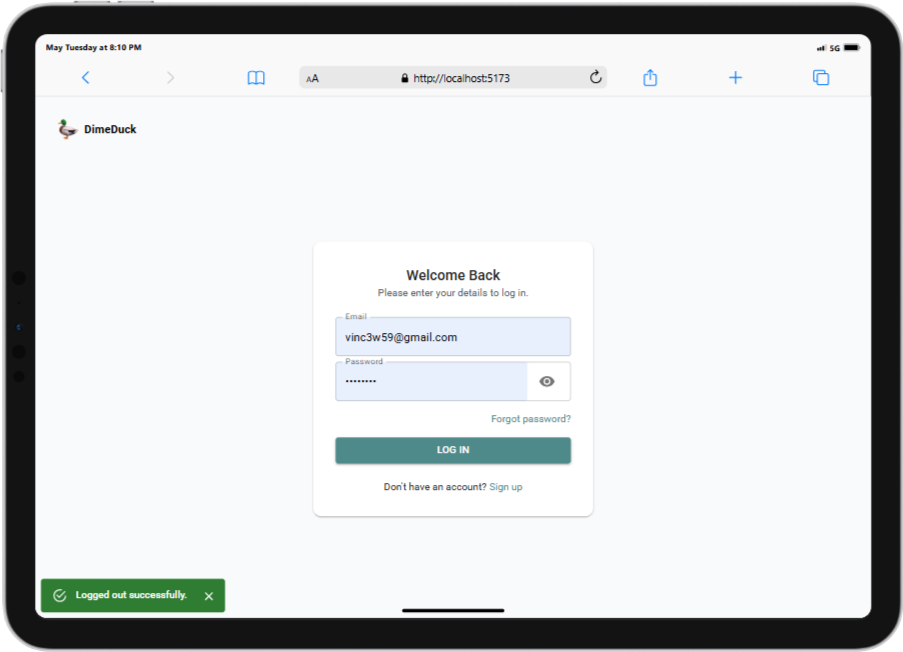 May Tuesday at 8:10 PM
5G
AA
http://localhost:5173
DimeDuck
Welcome Back
Please enter your details to log in.
Email
vinc3w59@gmail.com
Password
••••••••
Forgot password?
LOG IN
Don't have an account? Sign up
Logged out successfully.